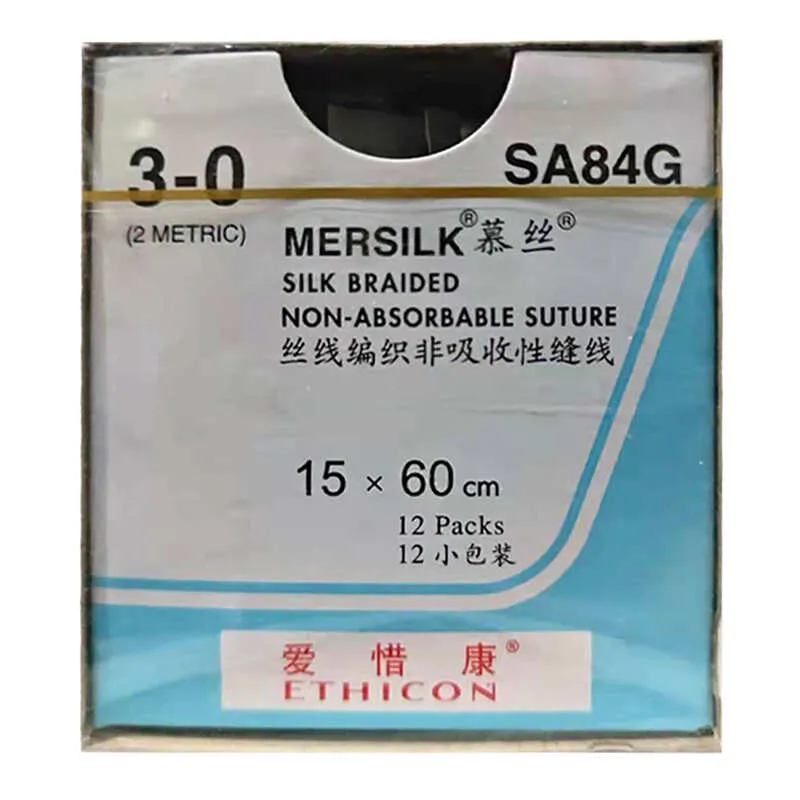 3-0
SA84G
(2 METRIC)
MERSILK® 慕丝®
SILK BRAIDED
NON-ABSORBABLE SUTURE
丝线编织非吸收性缝线
15 × 60 cm
12 Packs
12 小包装
爱惜康®
ETHICON